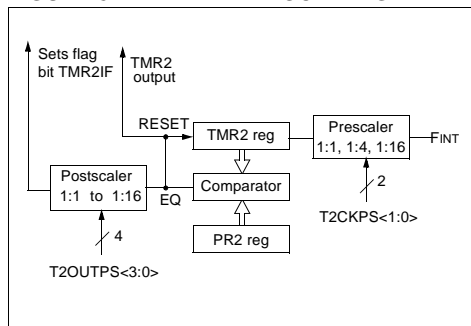 Sets flag
bit TMR2IF
TMR2
output
RESET
TMR2 reg
Prescaler
1:1, 1:4, 1:16
FINT
2
T2CKPS<1:0>
Postscaler
1:1 to 1:16
EQ
Comparator
4
PR2 reg
T2OUTPS<3:0>